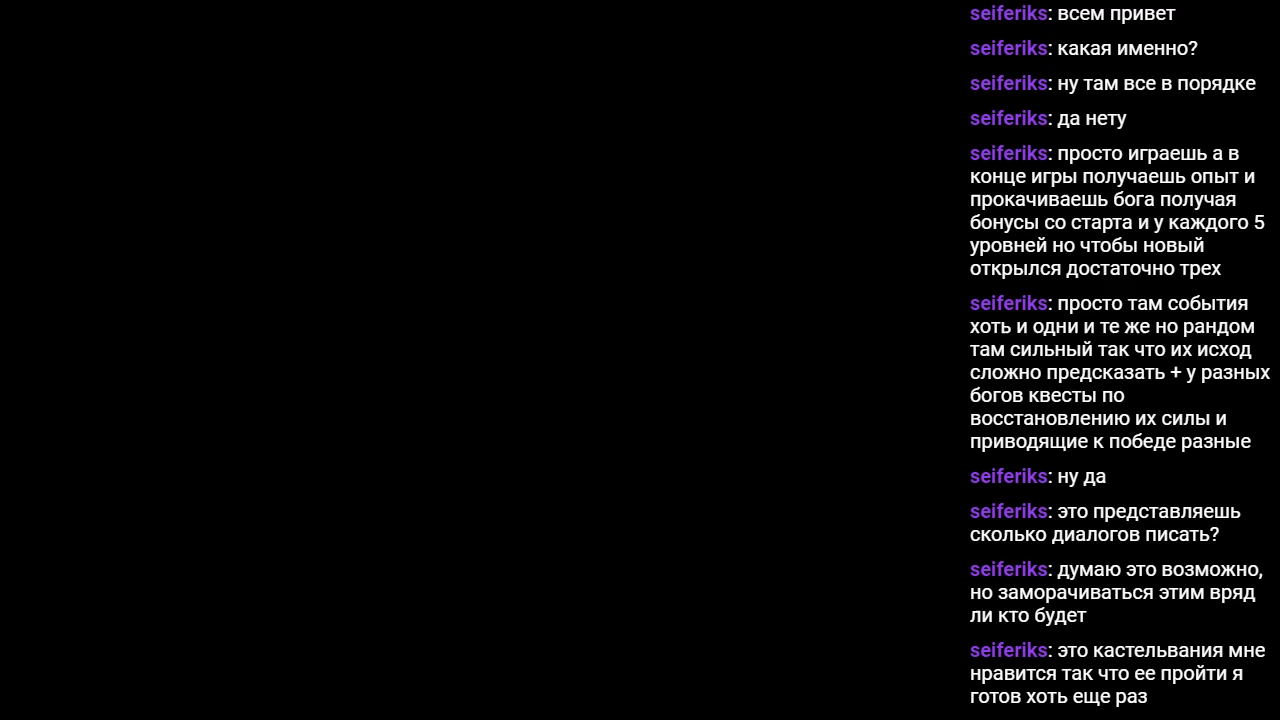 seiferiks: всем привет
seiferiks: какая именно?
seiferiks: ну там все в порядке
seiferiks: да нету
seiferiks: просто играешь а в
конце игры получаешь опыт и
прокачиваешь бога получая
бонусы со старта и у каждого 5
уровней но чтобы новый
открылся достаточно трех
seiferiks: просто там события
хоть и одни и те же но рандом
там сильный так что их исход
сложно предсказать + у разных
богов квесты по
восстановлению их силы и
приводящие к победе разные
seiferiks: ну да
seiferiks: это представляешь
сколько диалогов писать?
seiferiks: думаю это возможно,
но заморачиваться этим вряд
ли кто будет
seiferiks: это кастельвания мне
нравится так что ее пройти я
готов хоть еще раз